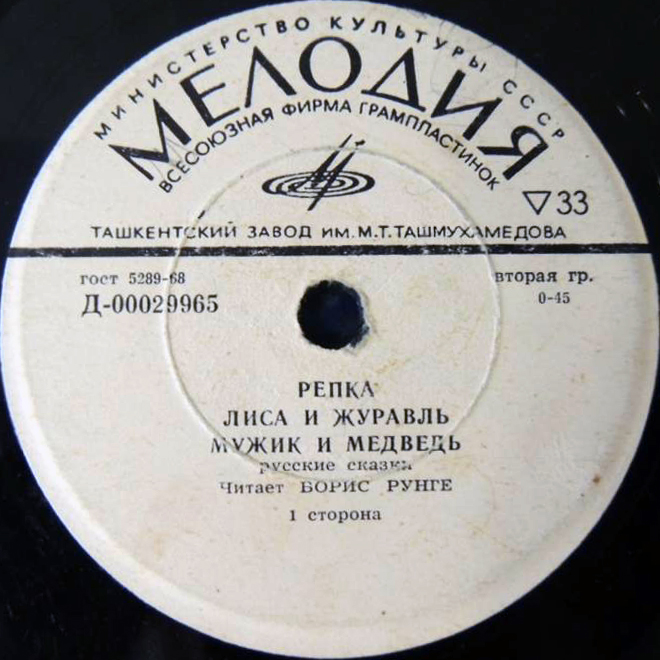 МИНИСТЕРСТВО КУЛЬТУРЫ СССР
МЕЛОДИЯ
ВСЕСОЮЗНАЯ ФИРМА ГРАМПЛАСТИНОК
▽33
ТАШКЕНТСКИЙ ЗАВОД ИМ. М.Т.ТАШМУХАМЕДОВА
гост 5289-68
вторая гр.
Д-00029965
0-45
РЕПКА
ЛИСА И ЖУРАВЛЬ
МУЖИК И МЕДВЕДЬ
русские сказки
Читает БОРИС РУНГЕ
1 сторона